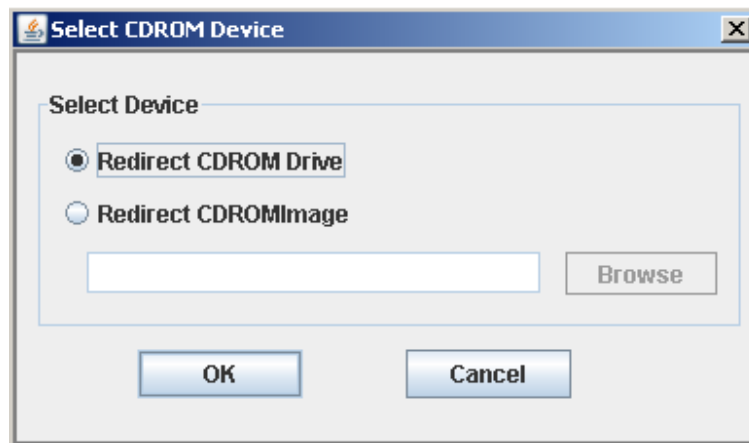 Select CDROM Device
Select Device
Redirect CDROM Drive
Redirect CDROMImage
Browse
OK Cancel